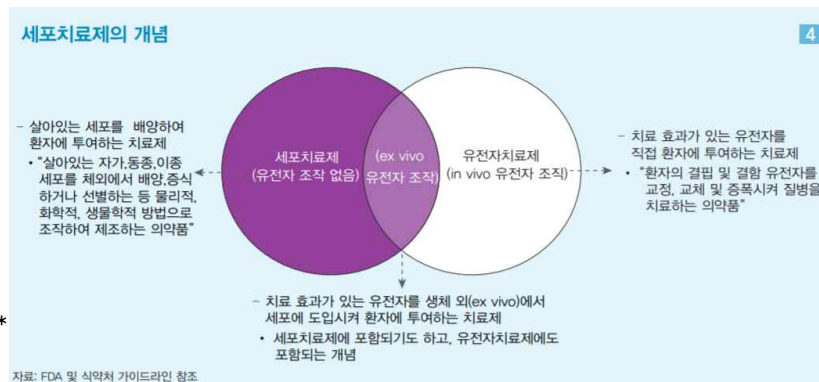 세포치료제의 개념
4
- 살아있는 세포를 배양하여
환자에 투여하는 치료제
• "살아있는 자가,동종,이종
세포를 체외에서 배양,증식
하거나 선별하는 등 물리적,
화학적, 생물학적 방법으로
조작하여 제조하는 의약품"
세포치료제
(유전자 조작 없음)
(ex vivo
유전자 조작)
유전자치료제
(in vivo 유전자 조직)
- 치료 효과가 있는 유전자를
직접 환자에 투여하는 치료제
• "환자의 결핍 및 결함 유전자를
교정, 교체 및 증폭시켜 질병을
치료하는 의약품"
- 치료 효과가 있는 유전자를 생체 외(ex vivo)에서
세포에 도입시켜 환자에 투여하는 치료제
• 세포치료제에 포함되기도 하고, 유전자치료제에도
포함되는 개념
*
자료: FDA 및 식약처 가이드라인 참조